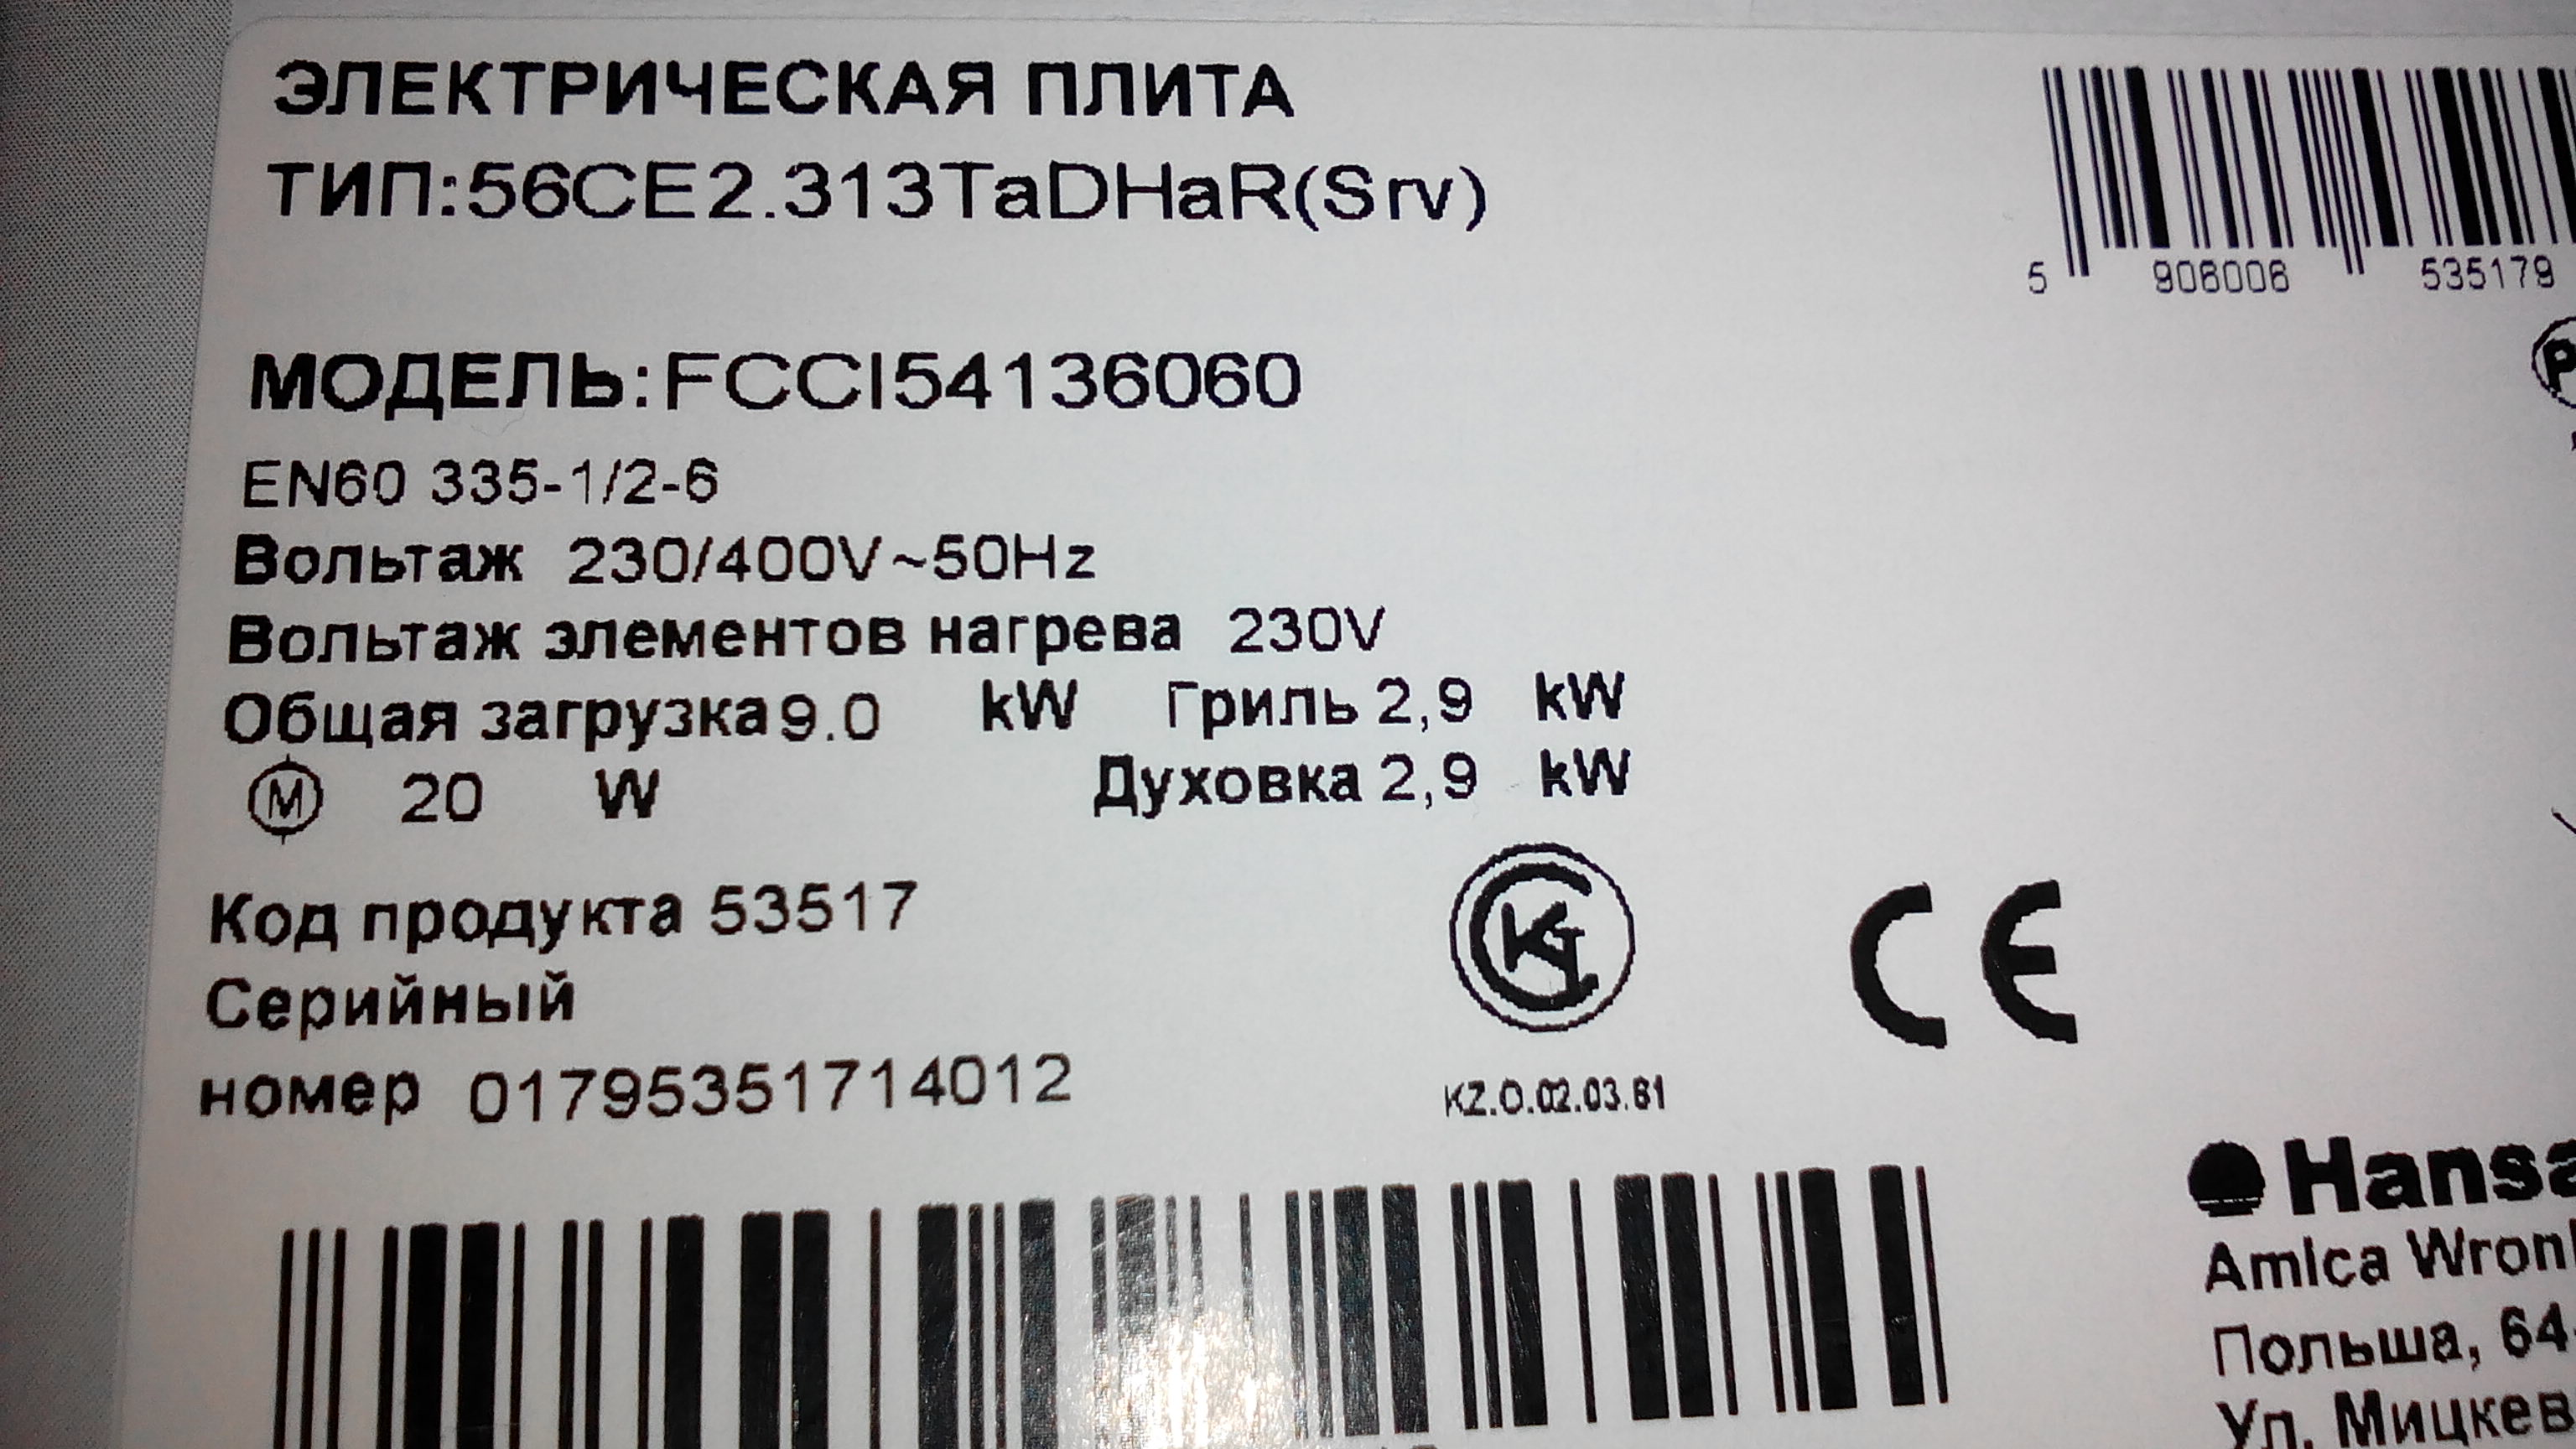 ЭЛЕКТРИЧЕСКАЯ ПЛИТА
ТИП:56CE2.313TaDHaR(Srv)
5 906006 535179
МОДЕЛЬ:FCCI54136060
EN60 335-1/2-6
Вольтаж 230/400V~50Hz
Вольтаж элементов нагрева 230V
Общая загрузка 9.0 kW Гриль 2,9 kW
M 20 W Духовка 2,9 kW
Код продукта 53517
Серийный
номер 01795351714012
CE
KZ.O.02.03.61
Hansa
Amica Wron
Польша, 64-
Ул. Мицкев